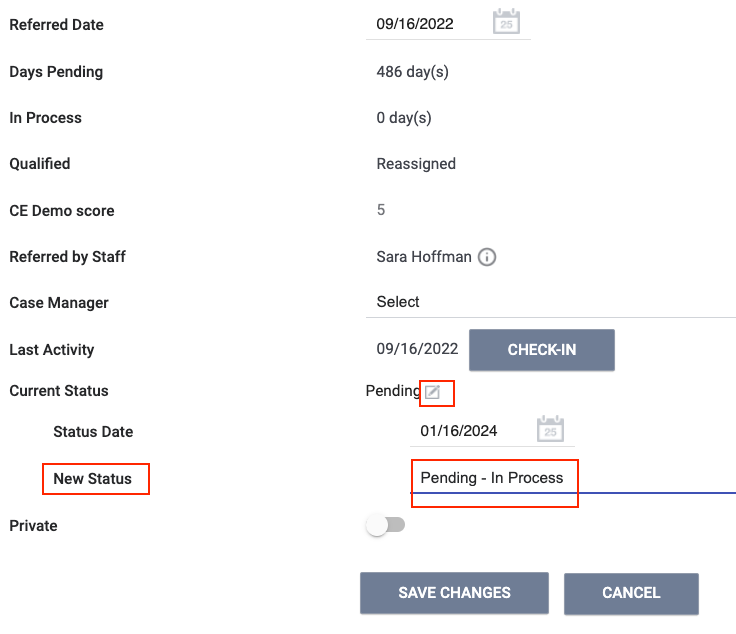 Referred Date 09/16/2022 25
Days Pending 486 day(s)
In Process 0 day(s)
Qualified Reassigned
CE Demo score 5
Referred by Staff Sara Hoffman i
Case Manager Select
Last Activity 09/16/2022 CHECK-IN
Current Status Pending
Status Date 01/16/2024 25
New Status Pending - In Process
Private
SAVE CHANGES CANCEL